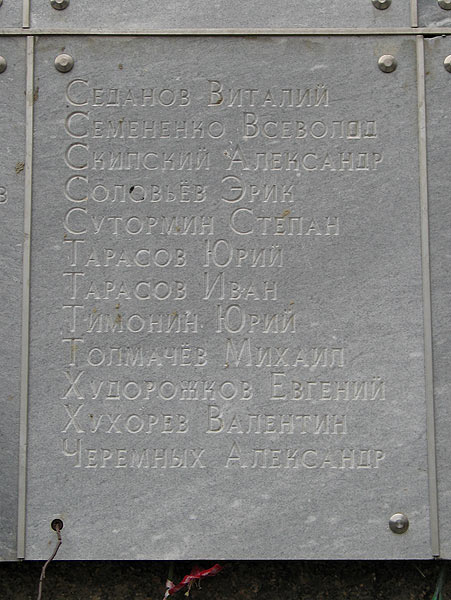 Седанов Виталий
Семененко Всеволод
Скипский Александр
Соловьёв Эрик
Сутормин Степан
Тарасов Юрий
Тарасов Иван
Тимонин Юрий
Толмачёв Михаил
Худорожков Евгений
Хухорев Валентин
Черемных Александр